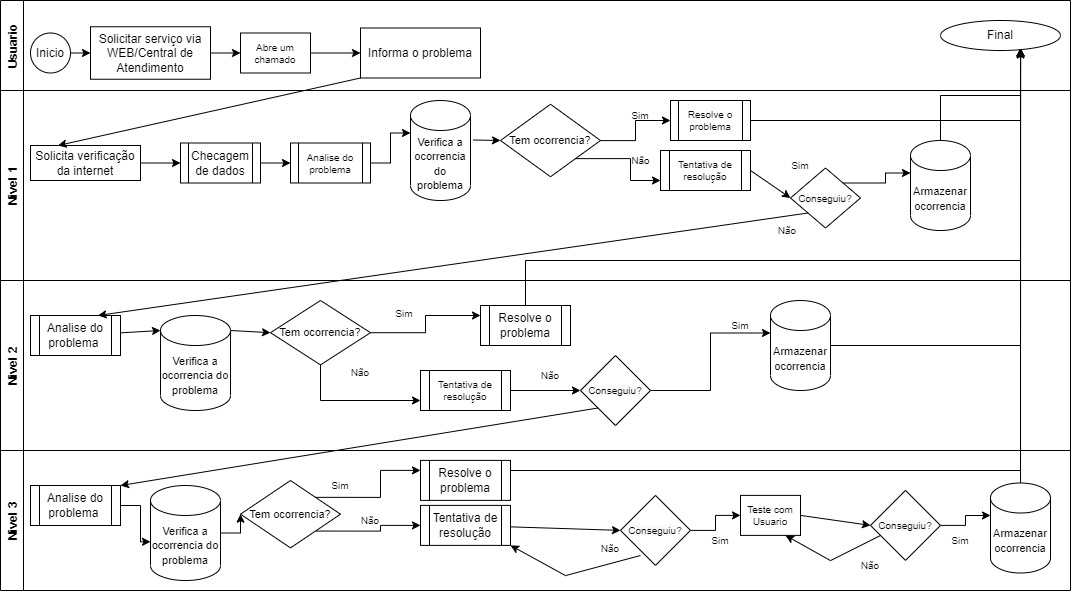 Usuario
Inicio
Solicitar serviço via
WEB/Central de
Atendimento
Abre um
chamado
Informa o problema
Final
Nivel 1
Solicita verificação
da internet
Checagem
de dados
Analise do
problema
Verifica a
ocorrencia
do
problema
Tem ocorrencia?
Sim
Resolve o
problema
Não
Tentativa de
resolução
Sim
Conseguiu?
Não
Armazenar
ocorrencia
Nivel 2
Analise do
problema
Verifica a
ocorrencia do
problema
Tem ocorrencia?
Sim
Resolve o
problema
Não
Tentativa de
resolução
Não
Conseguiu?
Sim
Armazenar
ocorrencia
Nivel 3
Analise do
problema
Verifica a
ocorrencia do
problema
Tem ocorrencia?
Sim
Resolve o
problema
Não
Tentativa de
resolução
Conseguiu?
Não
Sim
Teste com
Usuario
Conseguiu?
Não
Sim
Armazenar
ocorrencia